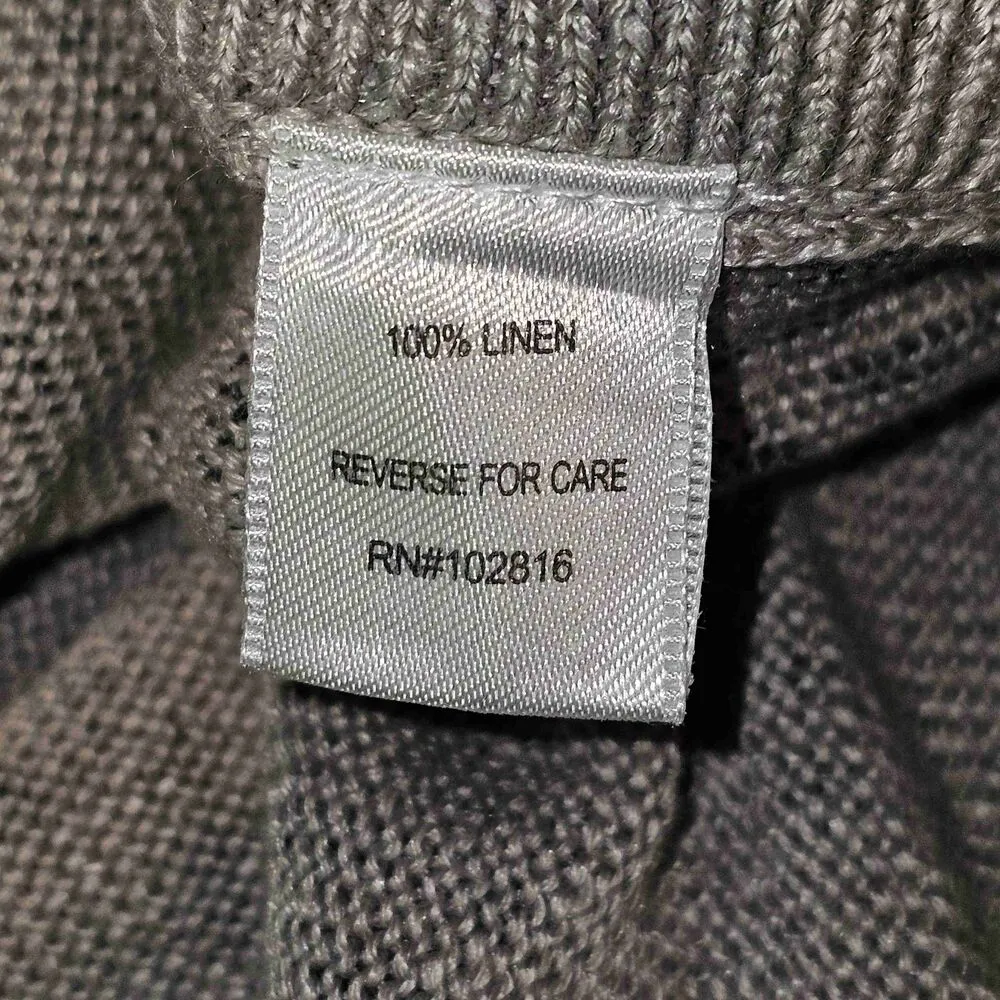 100% LINEN
REVERSE FOR CARE
RN#102816